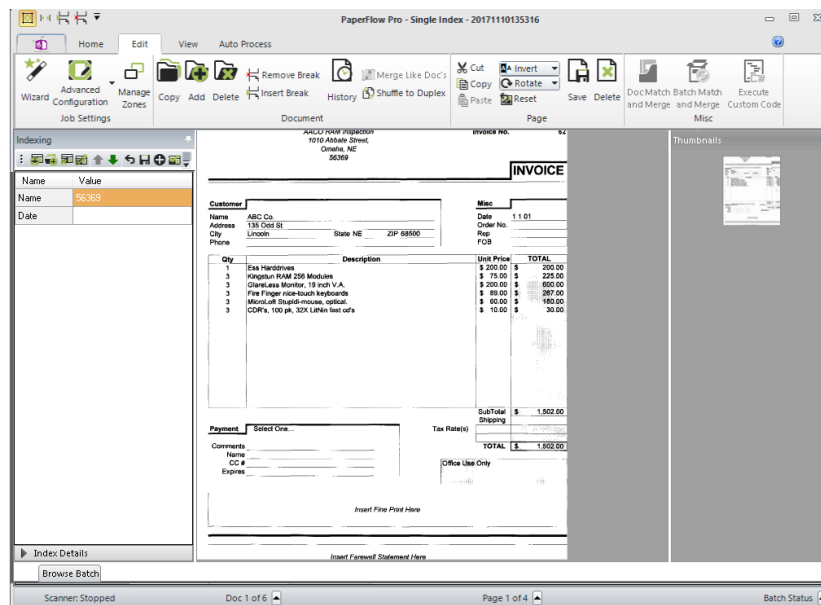 PaperFlow Pro - Single Index - 20171110135316
Home Edit View Auto Process
Wizard Advanced Configuration Manage Zones
Job Settings
Copy Add Delete Remove Break Insert Break History Merge Like Doc's Shuffle to Duplex
Document
Cut Copy Paste Invert Rotate Reset Save Delete
Page
Doc Match and Merge Batch Match and Merge Execute Custom Code
Misc
Indexing
Name Value
Name 56369
Date
Index Details
Browse Batch
AACO RAM Inspection
1010 Abbate Street,
Omaha, NE
56369
Invoice No. 62
INVOICE
Customer
Name ABC Co.
Address 135 Odd St
City Lincoln State NE ZIP 68500
Phone
Misc
Date 1 1 01
Order No.
Rep
FOB
Qty Description Unit Price TOTAL
1 Ess Harddrives $ 200.00 $ 200.00
3 Kingstun RAM 256 Modules $ 75.00 $ 225.00
3 GlareLess Monitor, 19 inch V.A. $ 200.00 $ 600.00
3 Fire Finger nice-touch keyboards $ 89.00 $ 267.00
3 MicroLoft Stupidi-mouse, optical. $ 60.00 $ 180.00
3 CDR's, 100 pk, 32X LitNin fast cd's $ 10.00 $ 30.00
SubTotal $ 1,502.00
Shipping
Payment Select One...
Tax Rate(s)
TOTAL $ 1,502.00
Comments
Name
CC #
Expires
Office Use Only
Insert Fine Print Here
Insert Farewell Statement Here
Thumbnails
Scanner: Stopped Doc 1 of 6 Page 1 of 4 Batch Status